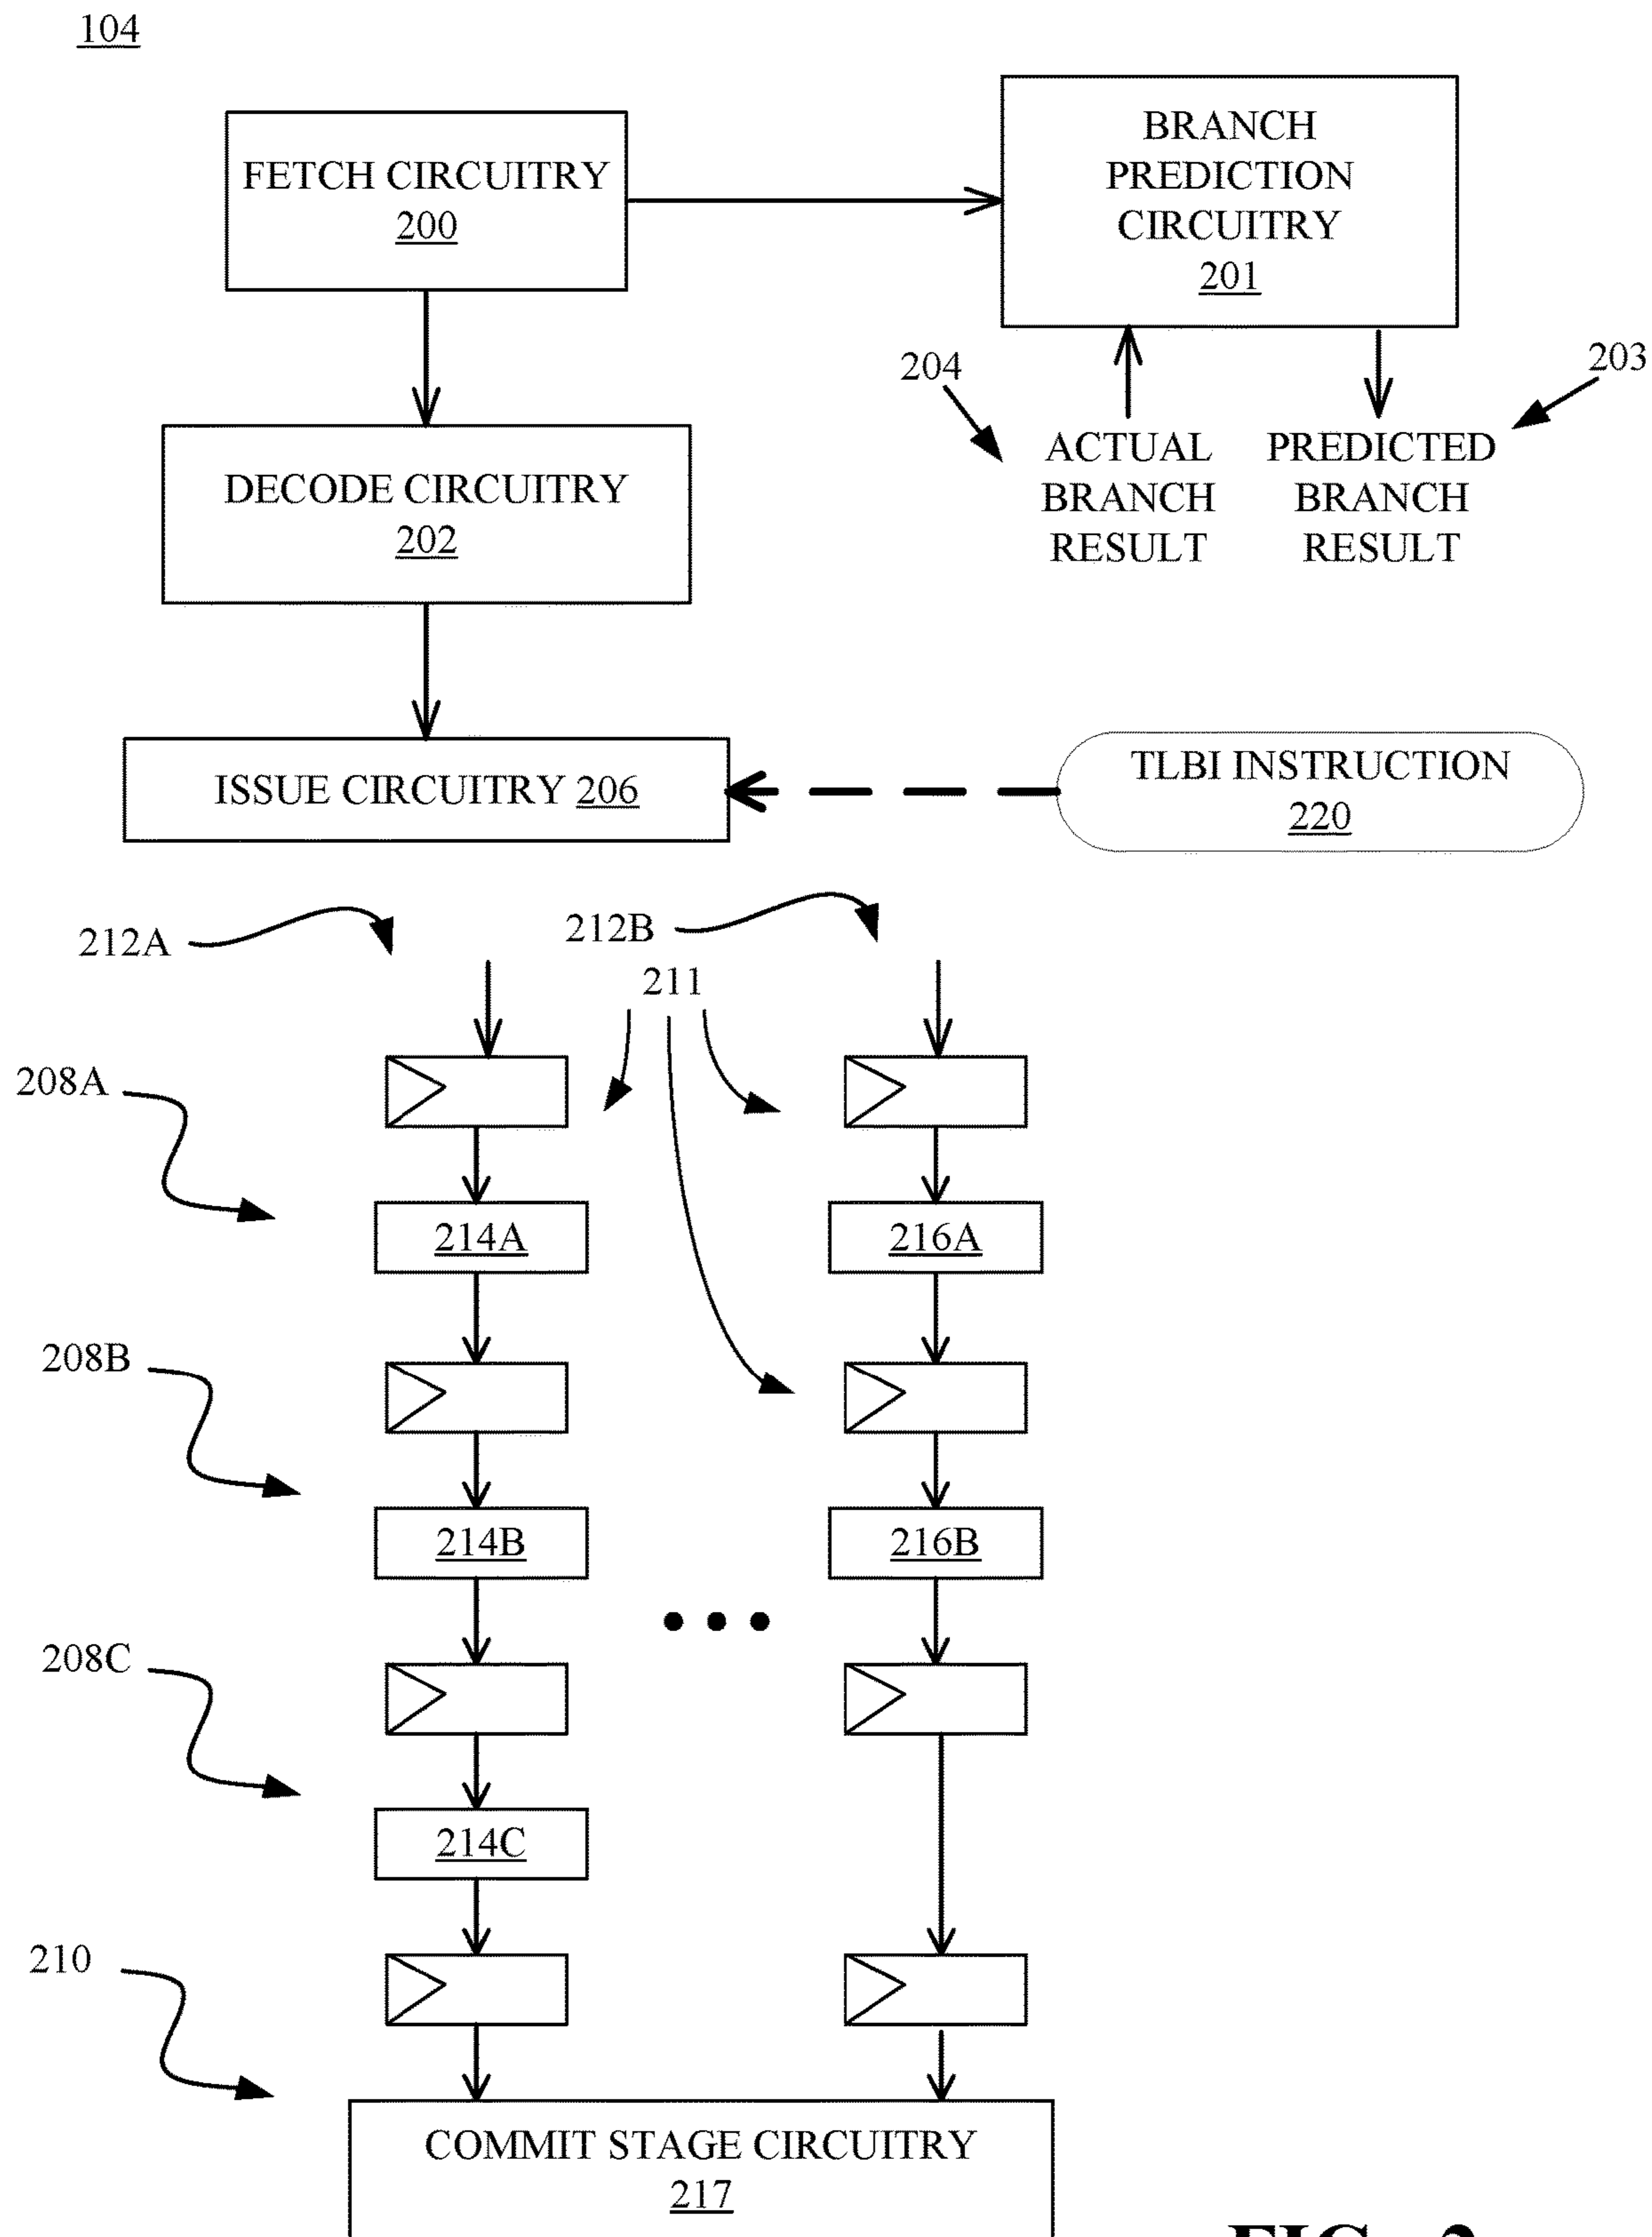 104
FETCH CIRCUITRY
200
BRANCH
PREDICTION
CIRCUITRY
201
204
203
ACTUAL
BRANCH
RESULT
PREDICTED
BRANCH
RESULT
DECODE CIRCUITRY
202
ISSUE CIRCUITRY 206
TLBI INSTRUCTION
220
212A
212B
211
208A
214A
216A
208B
214B
216B
208C
214C
210
COMMIT STAGE CIRCUITRY
217